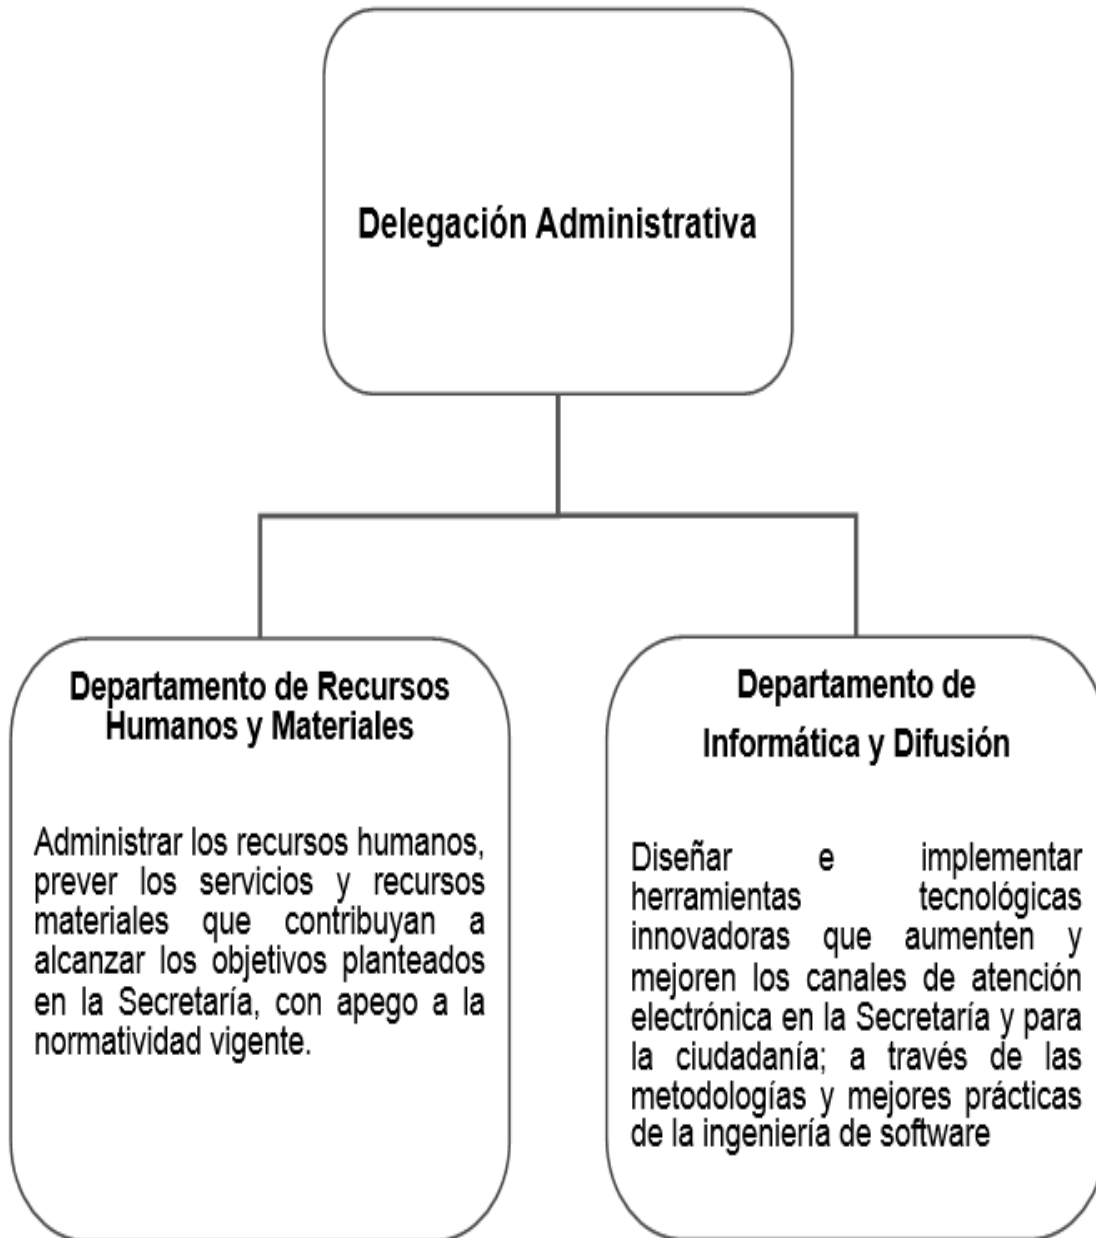 Delegación Administrativa
Departamento de Recursos
Humanos y Materiales
Administrar los recursos humanos,
prever los servicios y recursos
materiales que contribuyan a
alcanzar los objetivos planteados
en la Secretaría, con apego a la
normatividad vigente.
Departamento de
Informática y Difusión
Diseñar e implementar
herramientas tecnológicas
innovadoras que aumenten y
mejoren los canales de atención
electrónica en la Secretaría y para
la ciudadanía; a través de las
metodologías y mejores prácticas
de la ingeniería de software